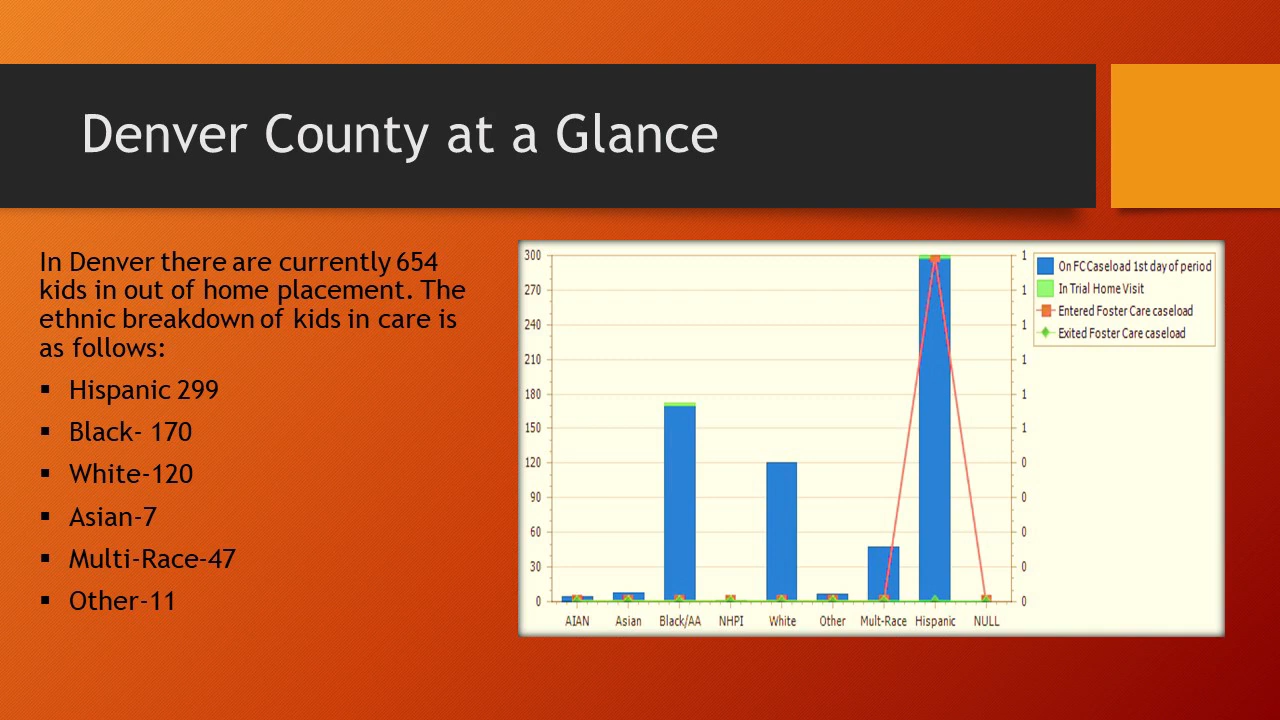 Denver County at a Glance
In Denver there are currently 654
kids in out of home placement. The
ethnic breakdown of kids in care is
as follows:
▪ Hispanic 299
▪ Black- 170
▪ White-120
▪ Asian-7
▪ Multi-Race-47
▪ Other-11
300
270
240
210
180
150
120
90
60
30
0
AIAN Asian Black/AA NHPI White Other Mult-Race Hispanic NULL
1
1
1
1
1
1
0
0
0
0
0
On FC Caseload 1st day of period
In Trial Home Visit
Entered Foster Care caseload
Exited Foster Care caseload